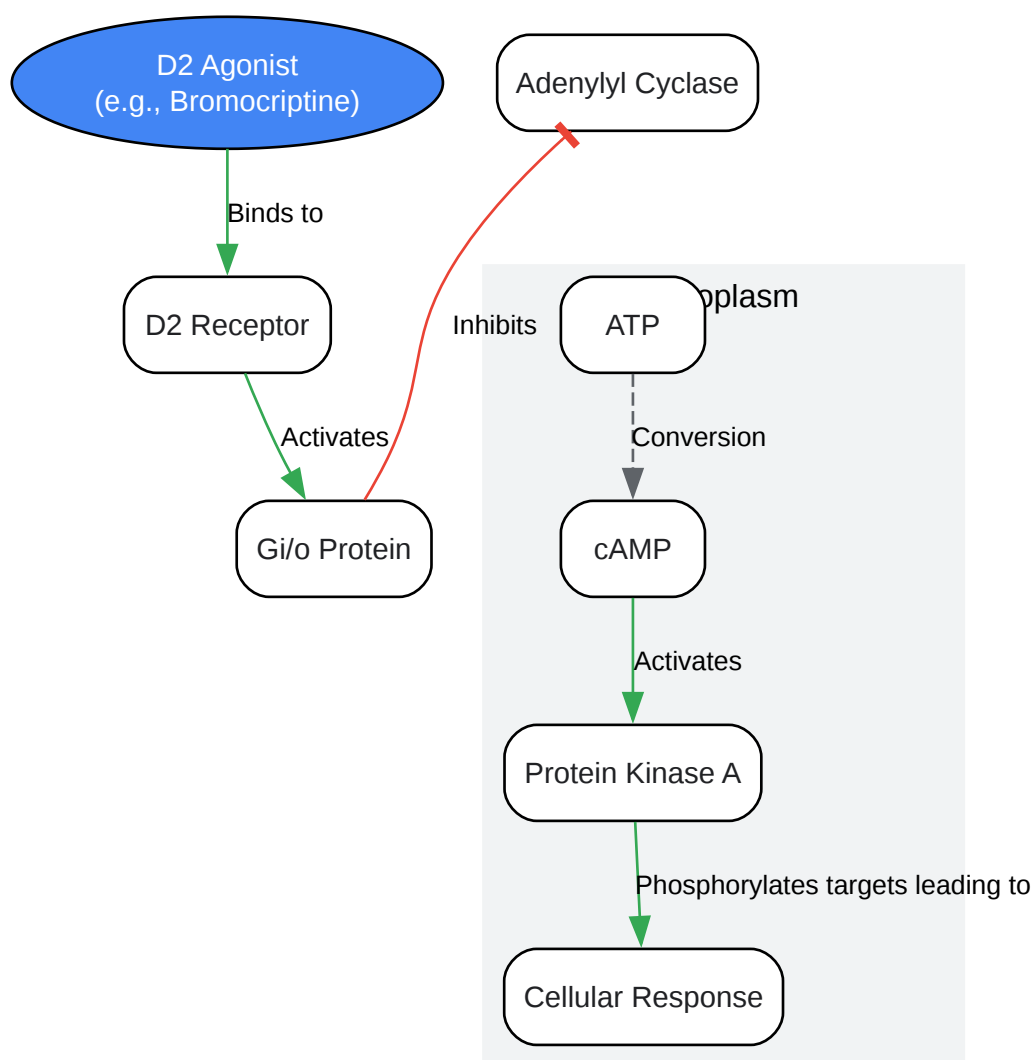 D2 Agonist
(e.g., Bromocriptine)
Adenylyl Cyclase
Binds to
oplasm
D2 Receptor
Inhibits
ATP
Activates
Conversion
Gi/o Protein
cAMP
Activates
Protein Kinase A
Phosphorylates targets leading to
Cellular Response